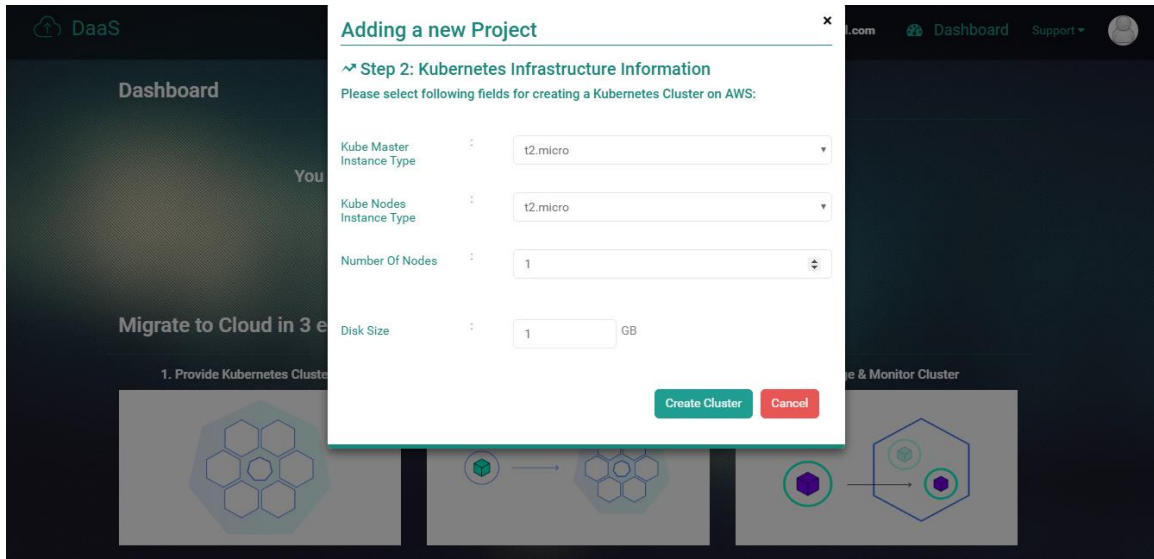 DaaS
l.com
Dashboard
Support
Dashboard
You
Migrate to Cloud in 3 e
1. Provide Kubernetes Cluste
ge & Monitor Cluster
Adding a new Project
×
Step 2: Kubernetes Infrastructure Information
Please select following fields for creating a Kubernetes Cluster on AWS:
Kube Master
Instance Type
:
t2.micro
Kube Nodes
Instance Type
:
t2.micro
Number Of Nodes
:
1
Disk Size
:
1
GB
Create Cluster
Cancel